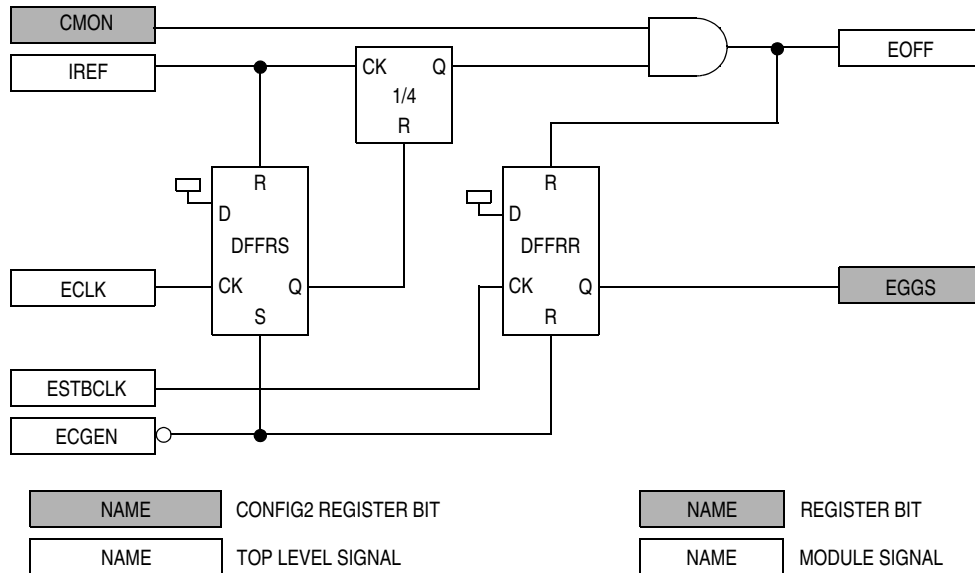 CMON
IREF
CK Q
1/4
R
EOFF
R
D
DFFRS
CK Q
S
R
D
DFFRR
CK Q
R
ECLK
EGGS
ESTBCLK
ECGEN
NAME CONFIG2 REGISTER BIT
NAME REGISTER BIT
NAME TOP LEVEL SIGNAL
NAME MODULE SIGNAL